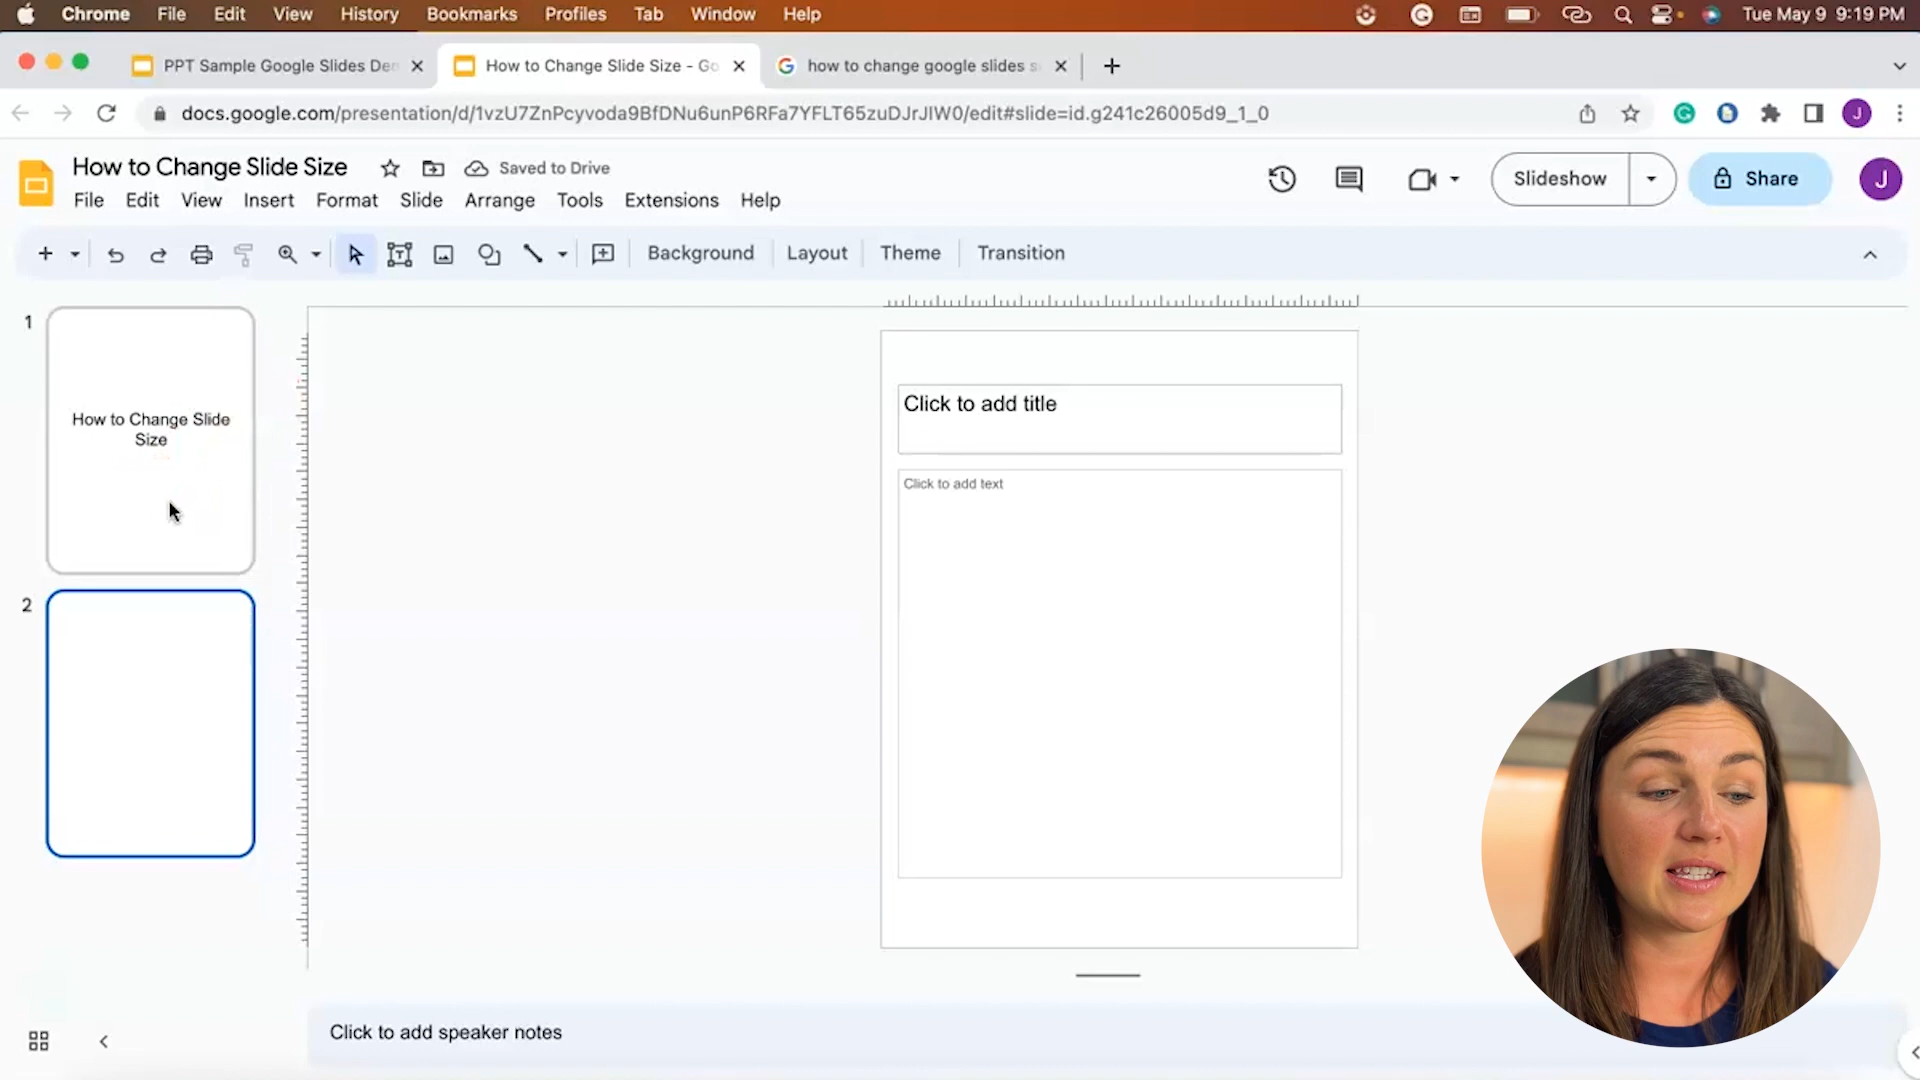 Chrome File Edit View History Bookmarks Profiles Tab Window Help Tue May 9 9:19 PM
PPT Sample Google Slides Der How to Change Slide Size - Go how to change google slides s
docs.google.com/presentation/d/1vzU7ZnPcyvoda9BfDNu6unP6RFa7YFLT65zuDJrJIW0/edit#slide=id.g241c26005d9_1_0 J
How to Change Slide Size Saved to Drive Slideshow Share J
File Edit View Insert Format Slide Arrange Tools Extensions Help
Background Layout Theme Transition
1
How to Change Slide
Size
2
Click to add title
Click to add text
Click to add speaker notes